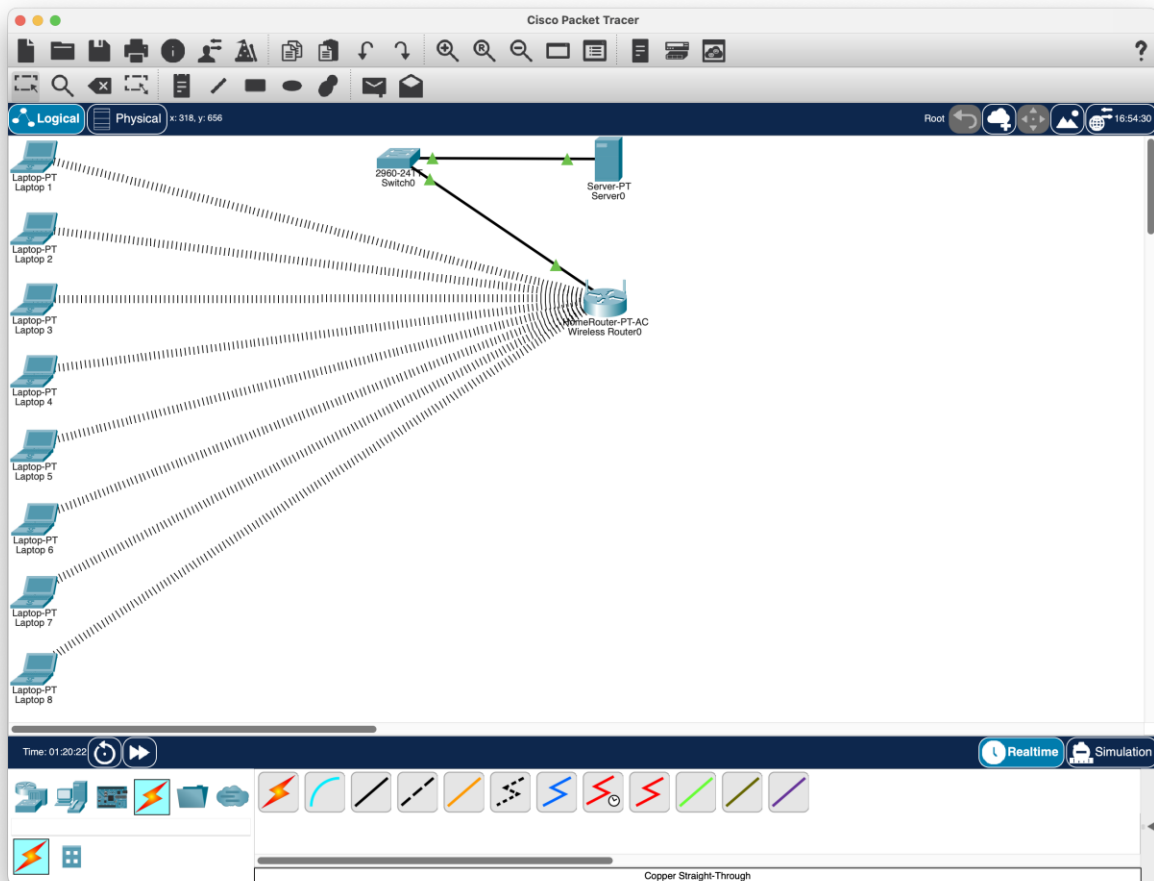 Cisco Packet Tracer
?
Logical
Physical
x: 318, y: 656
Root
16:54:30
Laptop-PT
Laptop 1
2960-24TT
Switch0
Server-PT
Server0
Laptop-PT
Laptop 2
Laptop-PT
Laptop 3
HomeRouter-PT-AC
Wireless Router0
Laptop-PT
Laptop 4
Laptop-PT
Laptop 5
Laptop-PT
Laptop 6
Laptop-PT
Laptop 7
Laptop-PT
Laptop 8
Time: 01:20:22
Realtime
Simulation
Copper Straight-Through